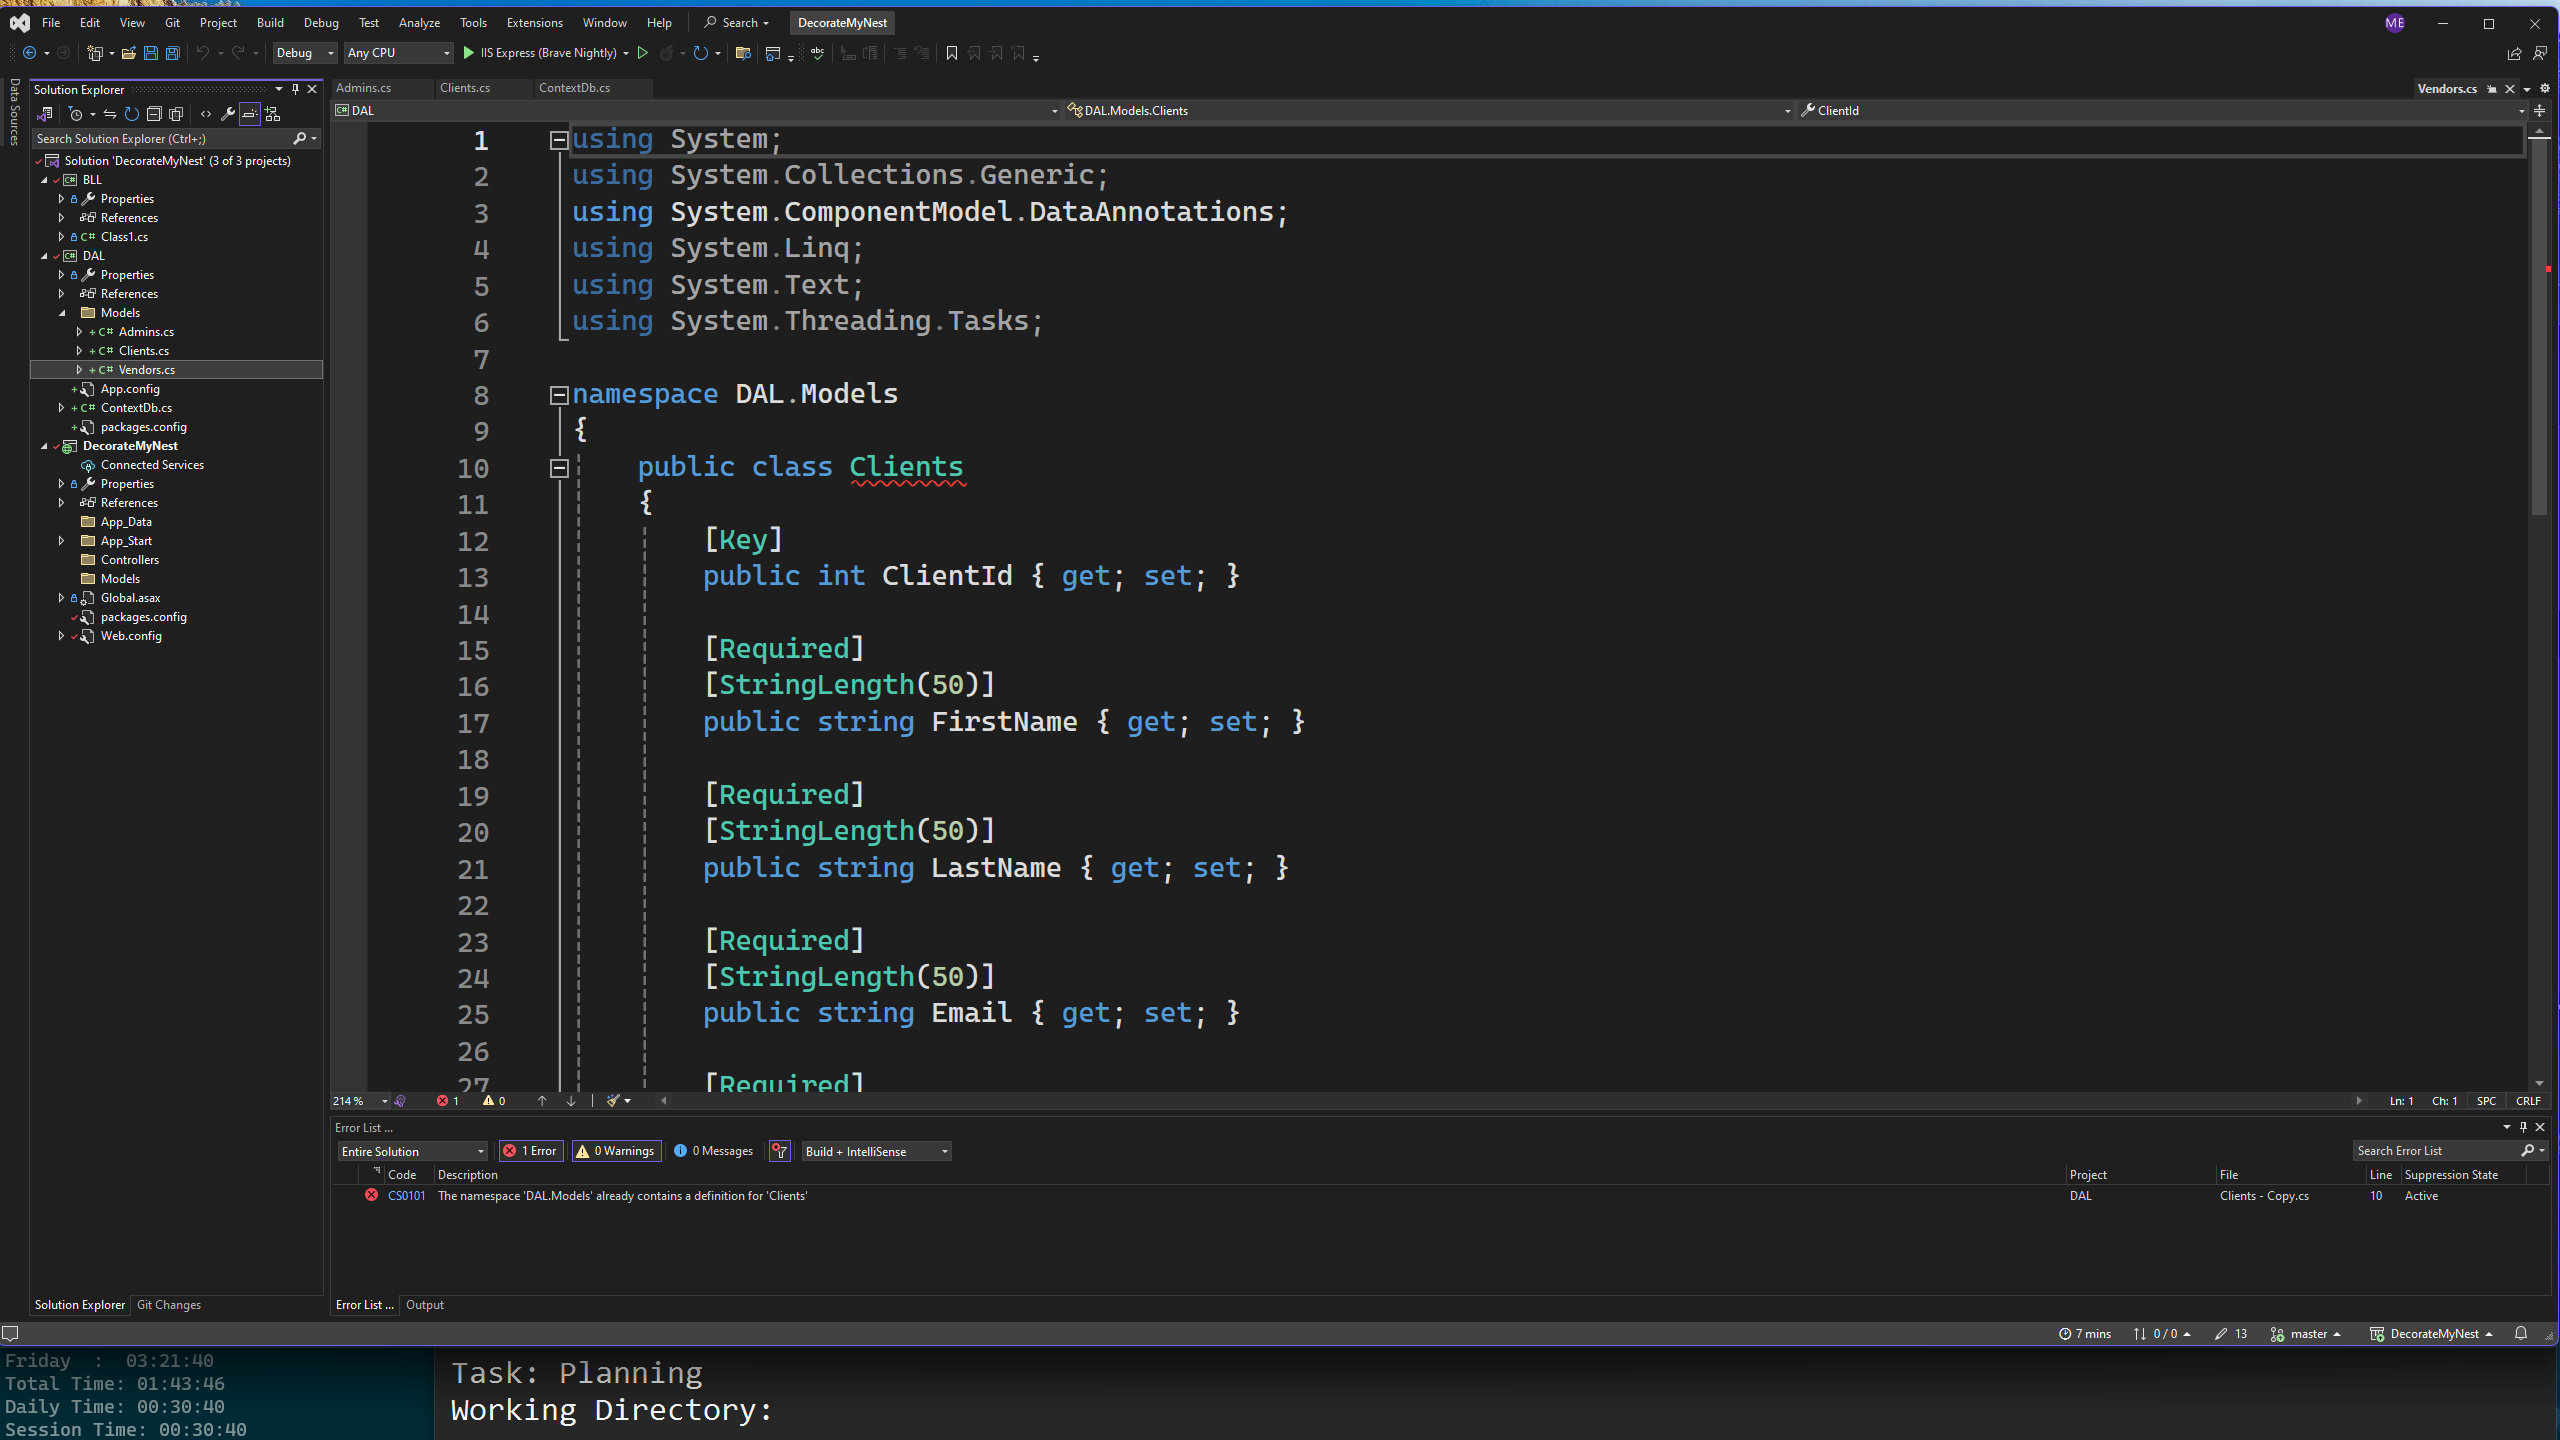 File Edit View Git Project Build Debug Test Analyze Tools Extensions Window Help Search DecorateMyNest ME
Debug Any CPU IIS Express (Brave Nightly)
Data Sources
Solution Explorer
Search Solution Explorer (Ctrl+;)
Solution 'DecorateMyNest' (3 of 3 projects)
BLL
Properties
References
C# Class1.cs
DAL
Properties
References
Models
C# Admins.cs
C# Clients.cs
C# Vendors.cs
App.config
C# ContextDb.cs
packages.config
DecorateMyNest
Connected Services
Properties
References
App_Data
App_Start
Controllers
Models
Global.asax
packages.config
Web.config
Solution Explorer Git Changes
Admins.cs Clients.cs ContextDb.cs Vendors.cs
DAL DAL.Models.Clients ClientId
1 using System;
2 using System.Collections.Generic;
3 using System.ComponentModel.DataAnnotations;
4 using System.Linq;
5 using System.Text;
6 using System.Threading.Tasks;
7
8 namespace DAL.Models
9 {
10 public class Clients
11 {
12 [Key]
13 public int ClientId { get; set; }
14
15 [Required]
16 [StringLength(50)]
17 public string FirstName { get; set; }
18
19 [Required]
20 [StringLength(50)]
21 public string LastName { get; set; }
22
23 [Required]
24 [StringLength(50)]
25 public string Email { get; set; }
26
27 [Required]
214 % 1 0 Ln: 1 Ch: 1 SPC CRLF
Error List ...
Entire Solution 1 Error 0 Warnings 0 Messages Build + IntelliSense Search Error List
Code Description Project File Line Suppression State
CS0101 The namespace 'DAL.Models' already contains a definition for 'Clients' DAL Clients - Copy.cs 10 Active
Error List ... Output
7 mins 0 / 0 13 master DecorateMyNest
Friday : 03:21:40
Total Time: 01:43:46
Daily Time: 00:30:40
Session Time: 00:30:40
Task: Planning
Working Directory: